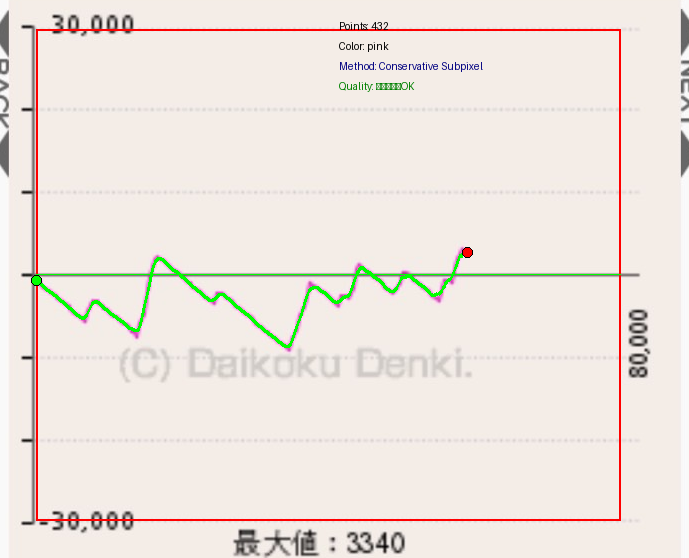 30,000
Points: 432
Color: pink
Method: Conservative Subpixel
Quality: OK
BACK
NEXT
80,000
(C) Daikoku Denki.
-30,000
最大値：3340